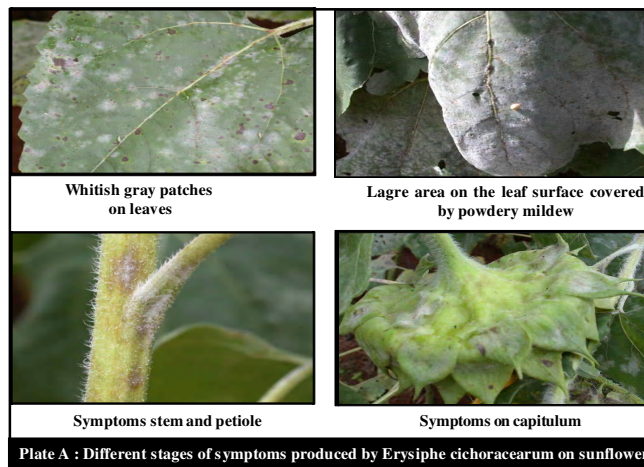 Whitish gray patches
on leaves
Lagre area on the leaf surface covered
by powdery mildew
Symptoms stem and petiole
Symptoms on capitulum
Plate A : Different stages of symptoms produced by Erysiphe cichoracearum on sunflowe